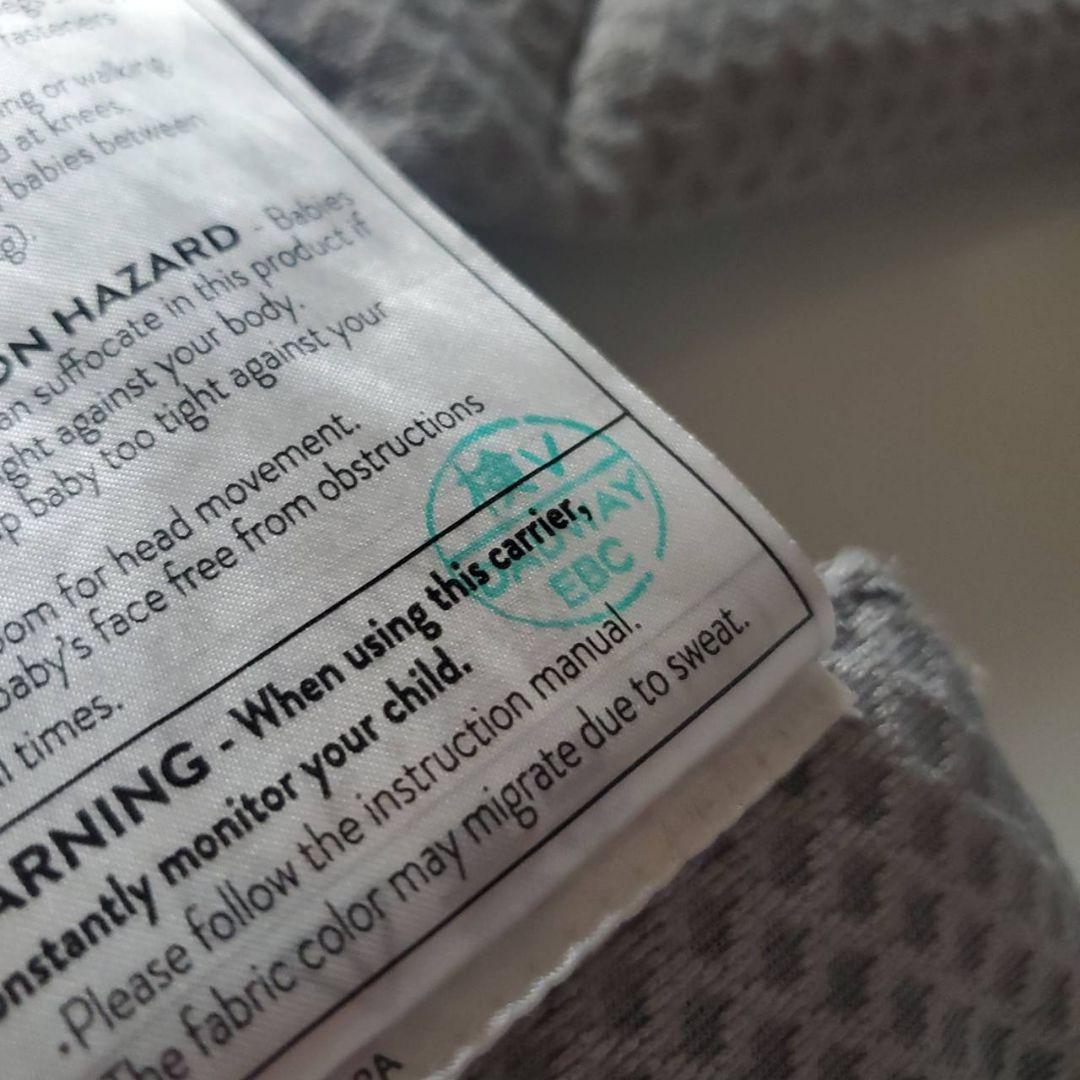 fasteners
ng or walking
d at knees.
babies between
g).
ON HAZARD - Babies
an suffocate in this product if
ght against your body.
p baby too tight against your
oom for head movement.
baby's face free from obstructions
ll times.
ARNING - When using this carrier,
onstantly monitor your child.
.Please follow the instruction manual.
The fabric color may migrate due to sweat.
DADWAY
EBC